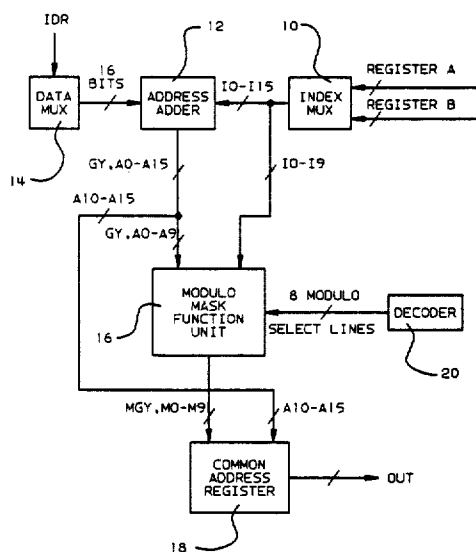 IDR
16
BITS
12
10
DATA
MUX
ADDRESS
ADDER
I0-I15
INDEX
MUX
REGISTER A
REGISTER B
14
GY,A0-A15
I0-I9
A10-A15
GY,A0-A9
MODULO
MASK
FUNCTION
UNIT
16
8 MODULO
SELECT LINES
DECODER
20
MGY,M0-M9
A10-A15
COMMON
ADDRESS
REGISTER
OUT
18